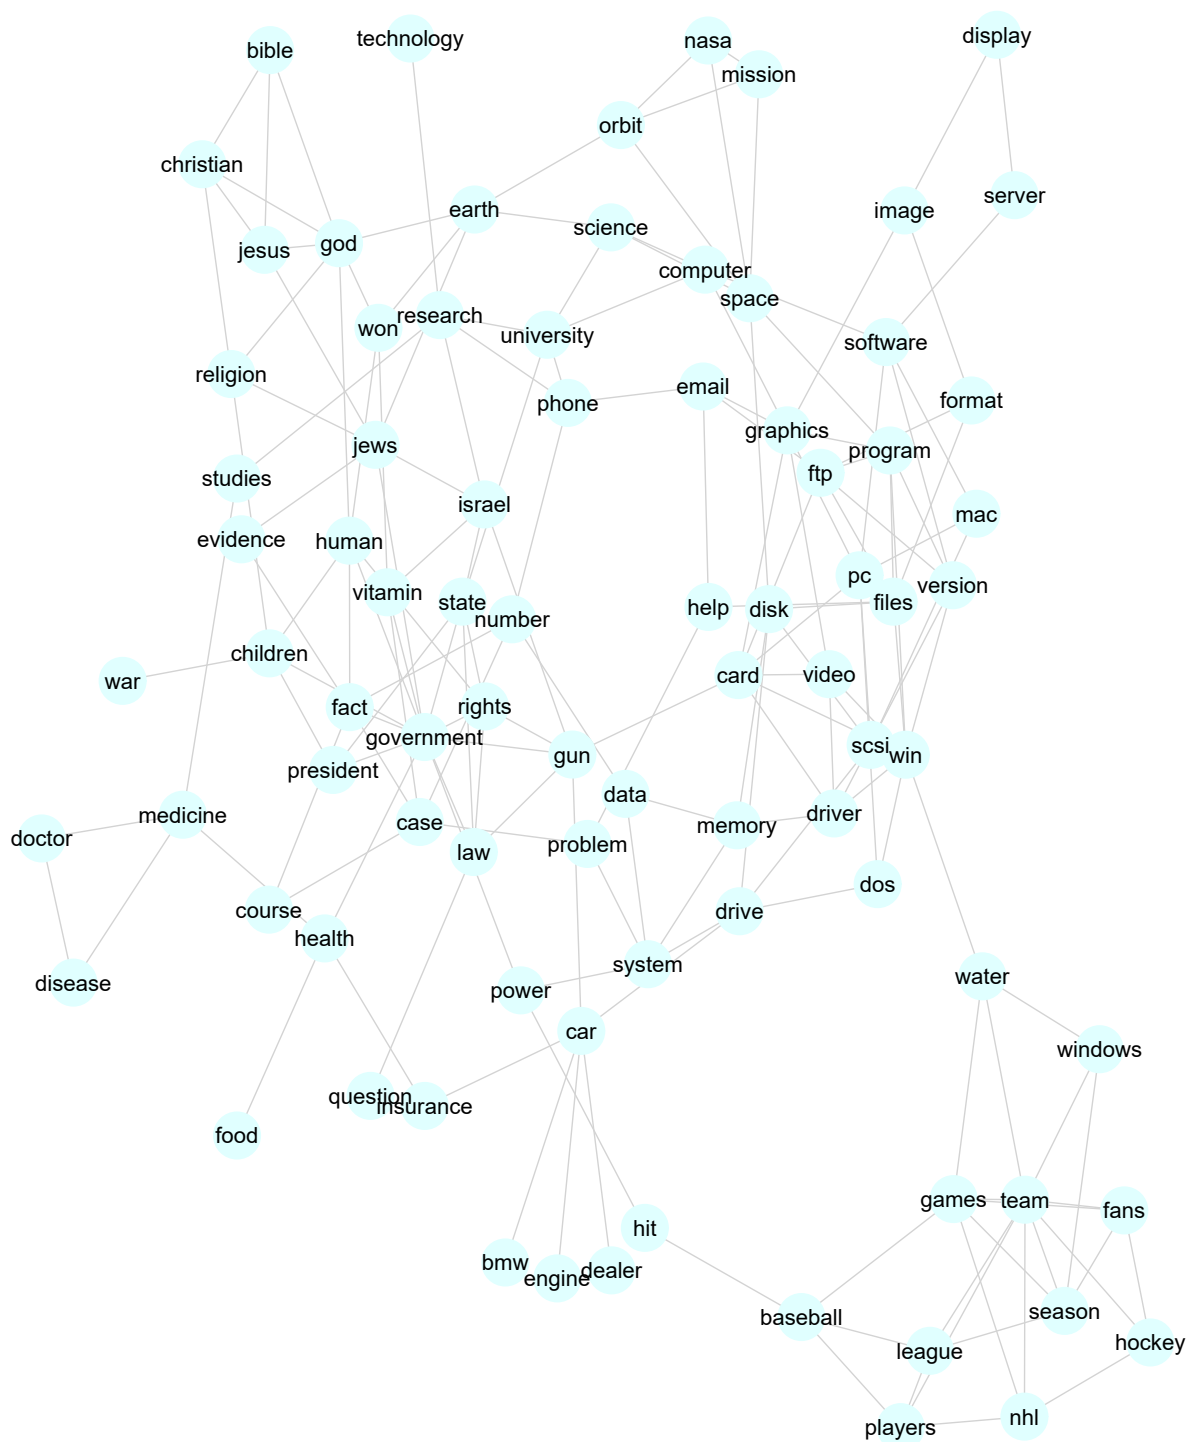 display
technology
nasa
bible
mission
orbit
christian
server
earth
image
science
god
jesus
computer
space
research
won
university
software
religion
email
format
phone
graphics
jews
program
ftp
studies
israel
mac
evidence
human
pc
version
vitamin
state
files
help
disk
number
children
card
video
war
rights
fact
government
scsi
win
gun
president
data
driver
medicine
case
memory
doctor
problem
law
dos
course
drive
health
system
water
disease
power
car
windows
question
insurance
food
games
team
fans
hit
bmw
dealer
engine
season
baseball
hockey
league
nhl
players